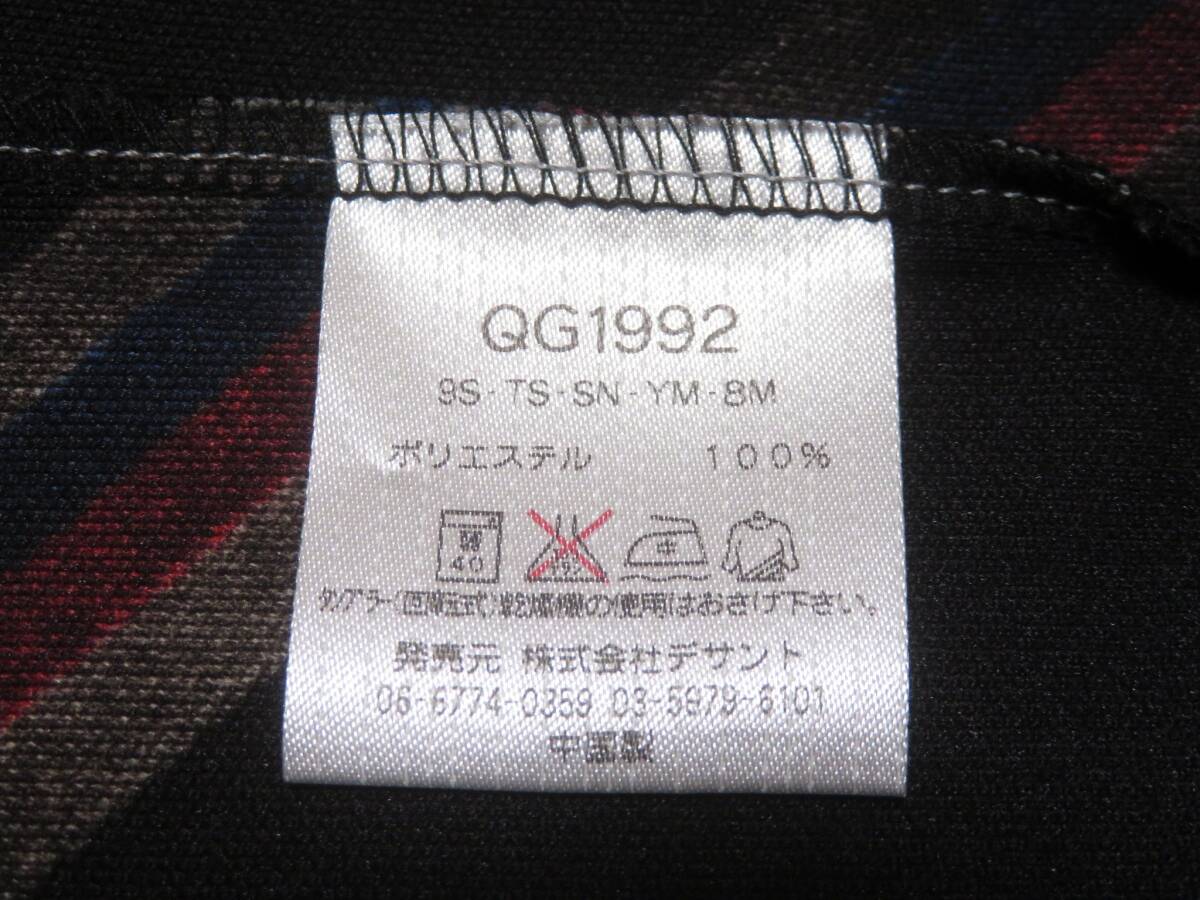 QG1992
9S-TS-SN-YM-8M
ポリエステル 100%
弱 40
タンブラー(回転式)乾燥機の使用はおさけ下さい。
発売元 株式会社デサント
06-6774-0359 03-5979-6101
中国製